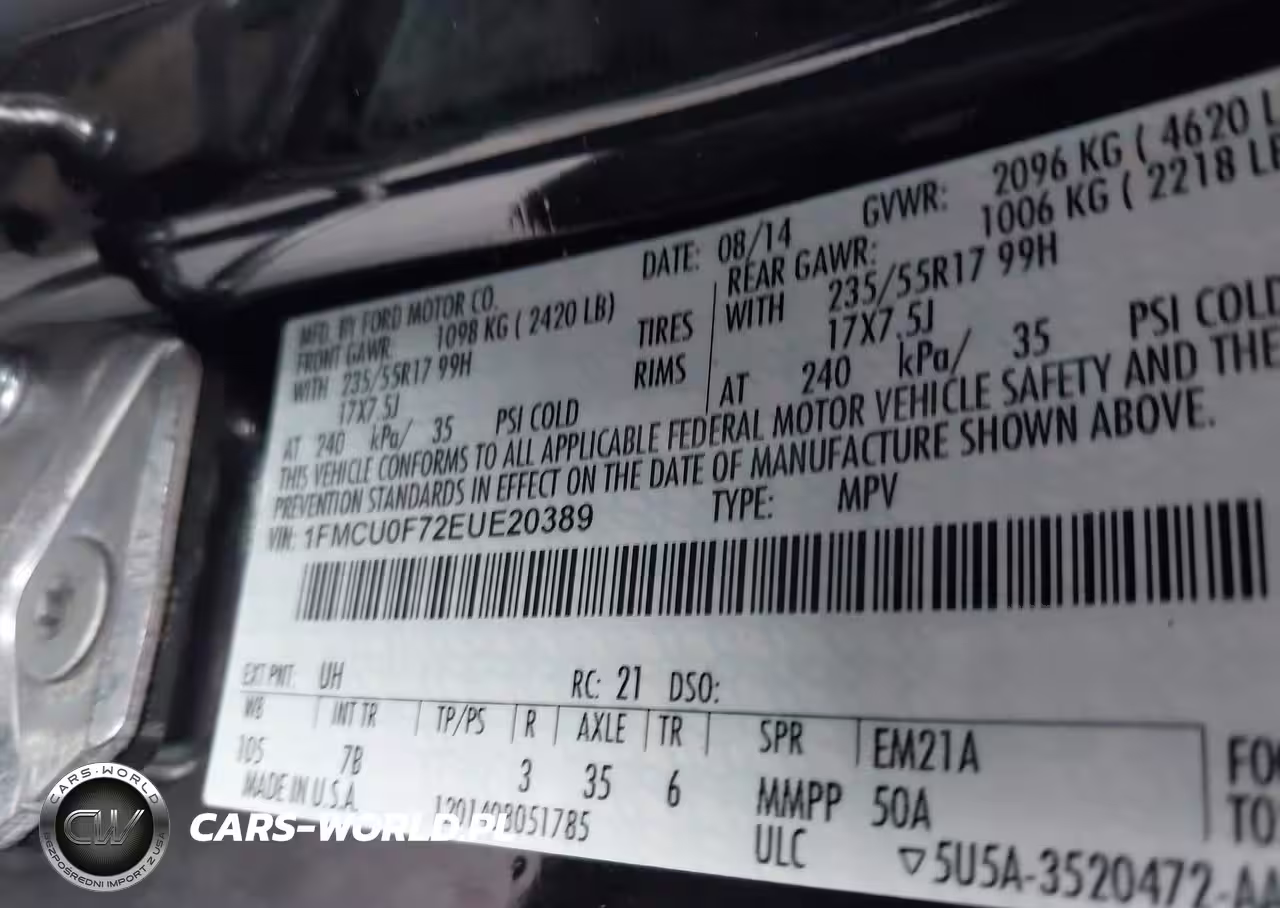 MFD. BY FORD MOTOR CO. DATE: 08/14 GVWR: 2096 KG ( 4620 L
FRONT GAWR: 1098 KG ( 2420 LB) REAR GAWR: 1006 KG ( 2218 LB
WITH 235/55R17 99H TIRES WITH 235/55R17 99H
17X7.5J RIMS 17X7.5J
AT 240 kPa/ 35 PSI COLD AT 240 kPa/ 35 PSI COLD
THIS VEHICLE CONFORMS TO ALL APPLICABLE FEDERAL MOTOR VEHICLE SAFETY AND THE
PREVENTION STANDARDS IN EFFECT ON THE DATE OF MANUFACTURE SHOWN ABOVE.
VIN: 1FMCU0F72EUE20389 TYPE: MPV
EXT PNT: UH RC: 21 DSO:
WB INT TR TP/PS R AXLE TR SPR EM21A
105 7B 3 35 6 MMPP 50A
MADE IN U.S.A. ULC ▽5U5A-3520472-AA
CARS-WORLD.PL
CARS-WORLD
CW
BEZPOŚREDNI IMPORT Z USA